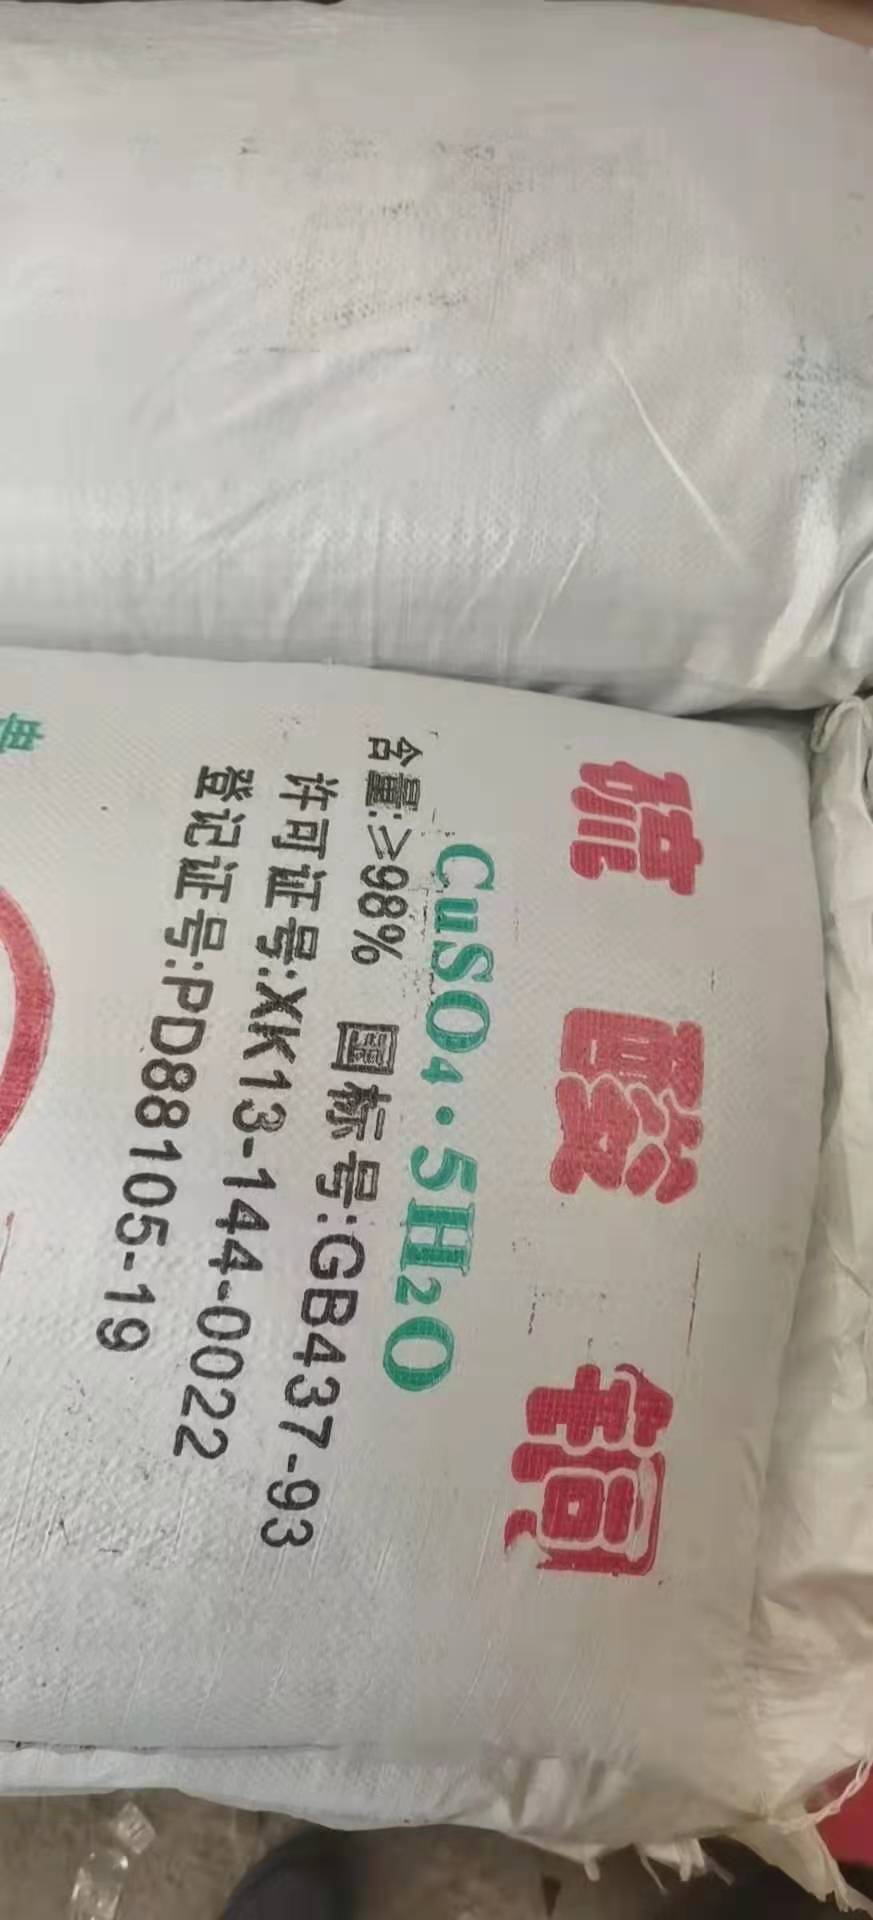 硫酸铜
CuSO₄·5H₂O
含量:≥98% 国标号:GB437-93
许可证号:XK13-144-0022
登记证号:PD88105-19